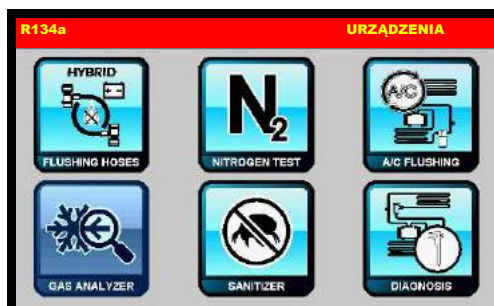 R134a URZĄDZENIA
HYBRID
FLUSHING HOSES
N2
NITROGEN TEST
A/C
A/C FLUSHING
GAS ANALYZER
SANITIZER
DIAGNOSIS